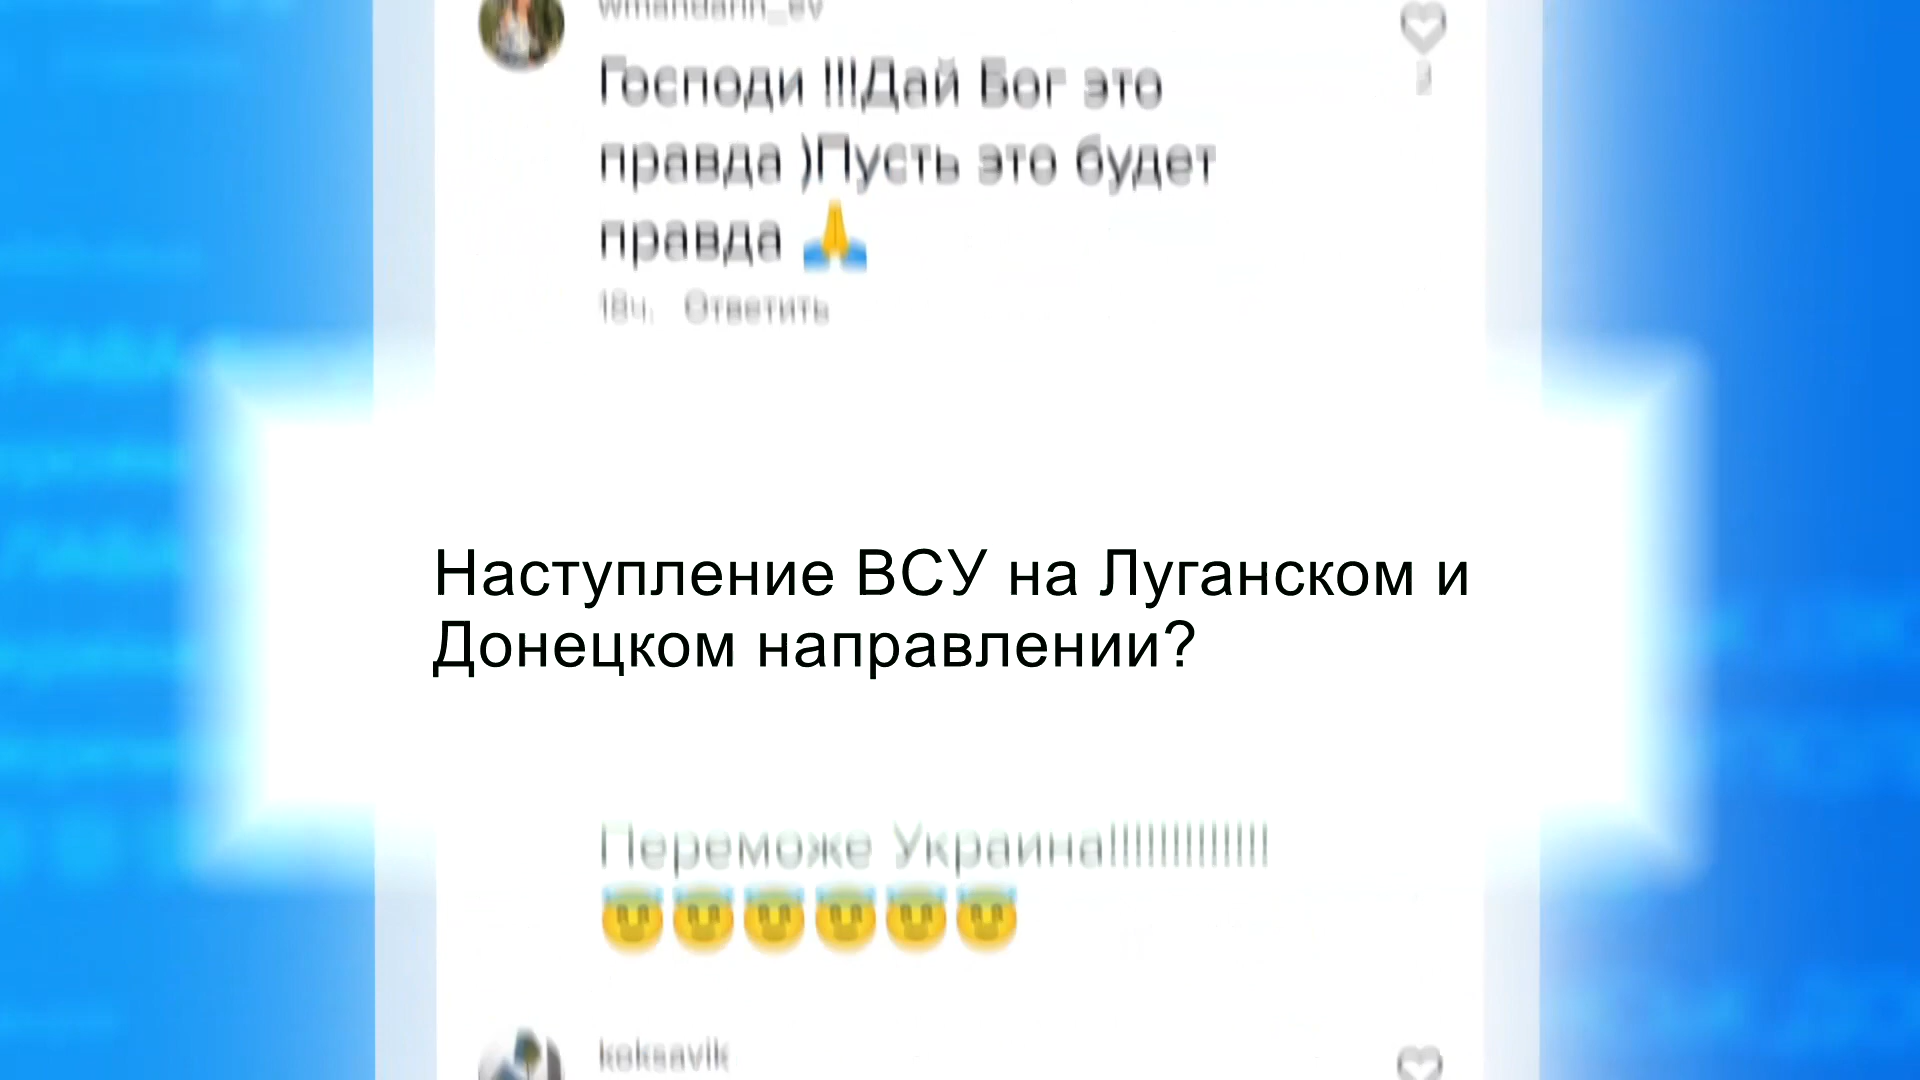 Господи !!!Дай Бог это
правда )Пусть это будет
правда 🙏
18ч. Ответить
Наступление ВСУ на Луганском и
Донецком направлении?
Переможе Украина!!!!!!!!!!!!!
😇😇😇😇😇😇
koksavik